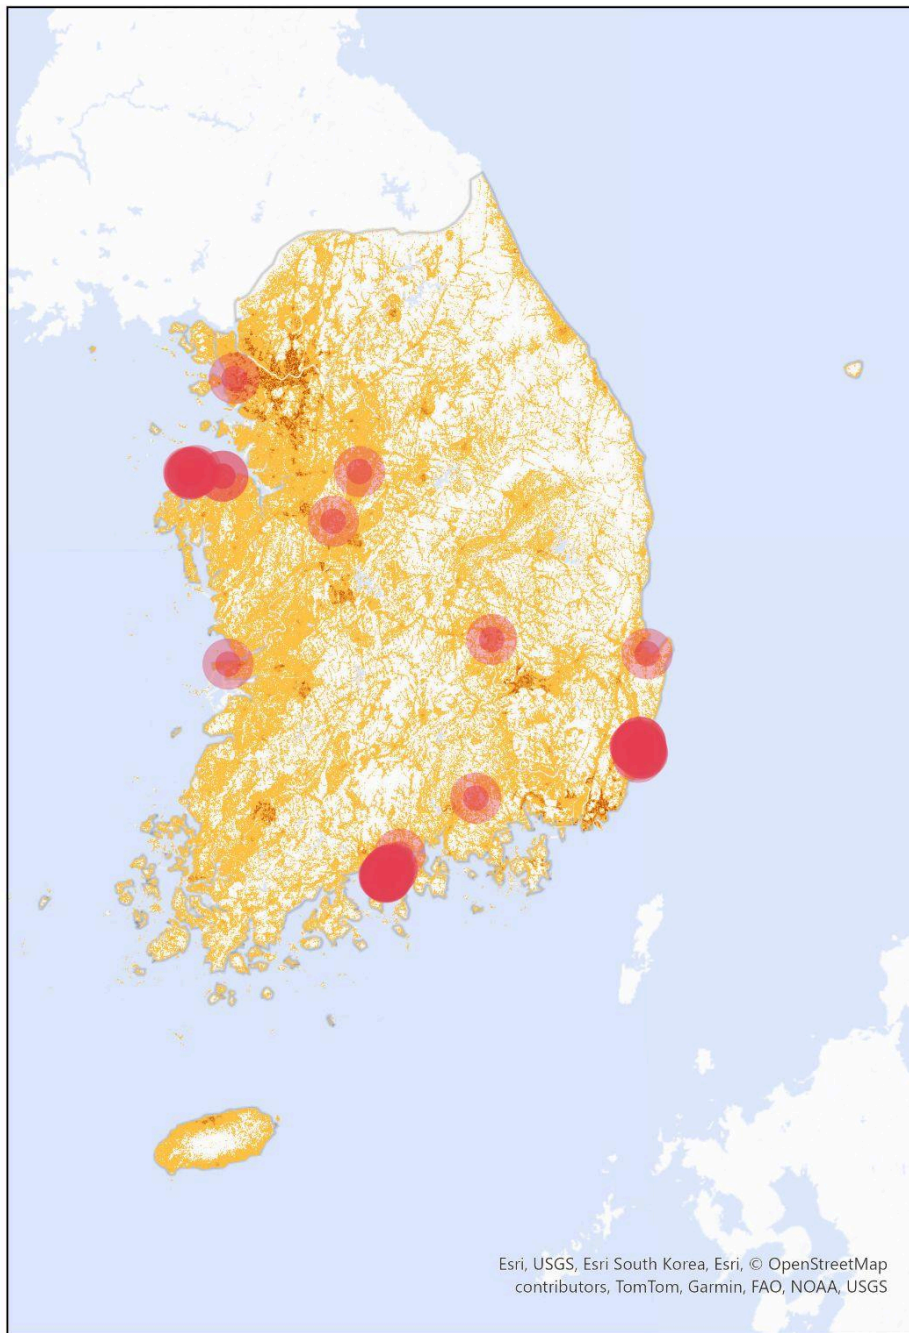 Esri, USGS, Esri South Korea, Esri, © OpenStreetMap
contributors, TomTom, Garmin, FAO, NOAA, USGS